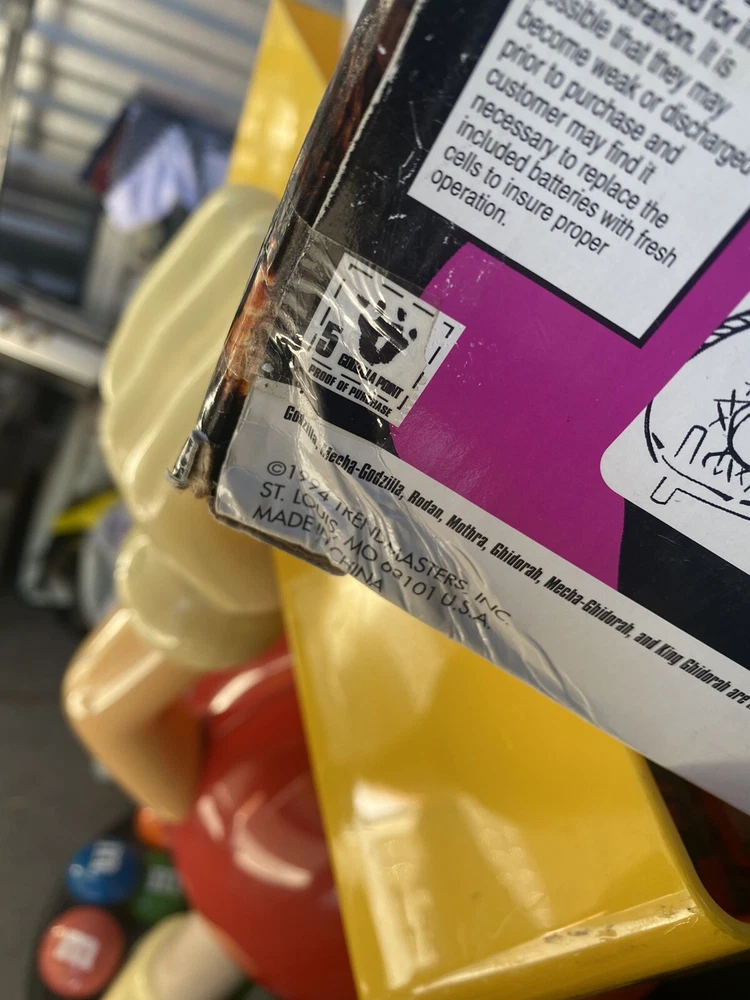 stration. It is
possible that they may
become weak or discharged
prior to purchase and
customer may find it
necessary to replace the
included batteries with fresh
cells to insure proper
operation.
5
GODZILLA POINT
PROOF OF PURCHASE
Godzilla, Mecha-Godzilla, Rodan, Mothra, Ghidorah, Mecha-Ghidorah, and King Ghidorah are
©1994 TRENDMASTERS, INC.
ST. LOUIS, MO 63101 U.S.A.
MADE IN CHINA
m
m